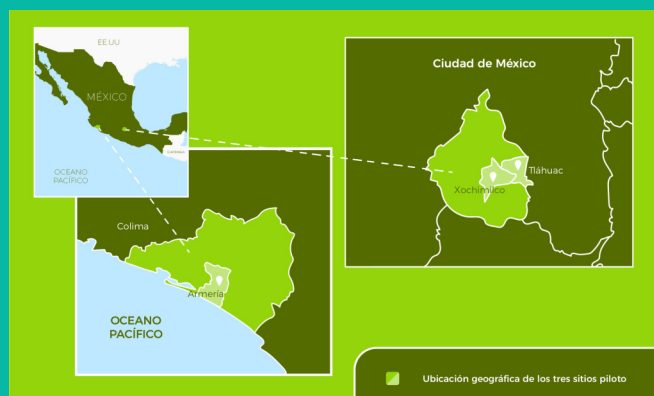 EE.UU
MÉXICO
OCEANO
PACÍFICO
Ciudad de México
Tláhuac
Xochimilco
Colima
Armería
OCEANO
PACÍFICO
Ubicación geográfica de los tres sitios piloto